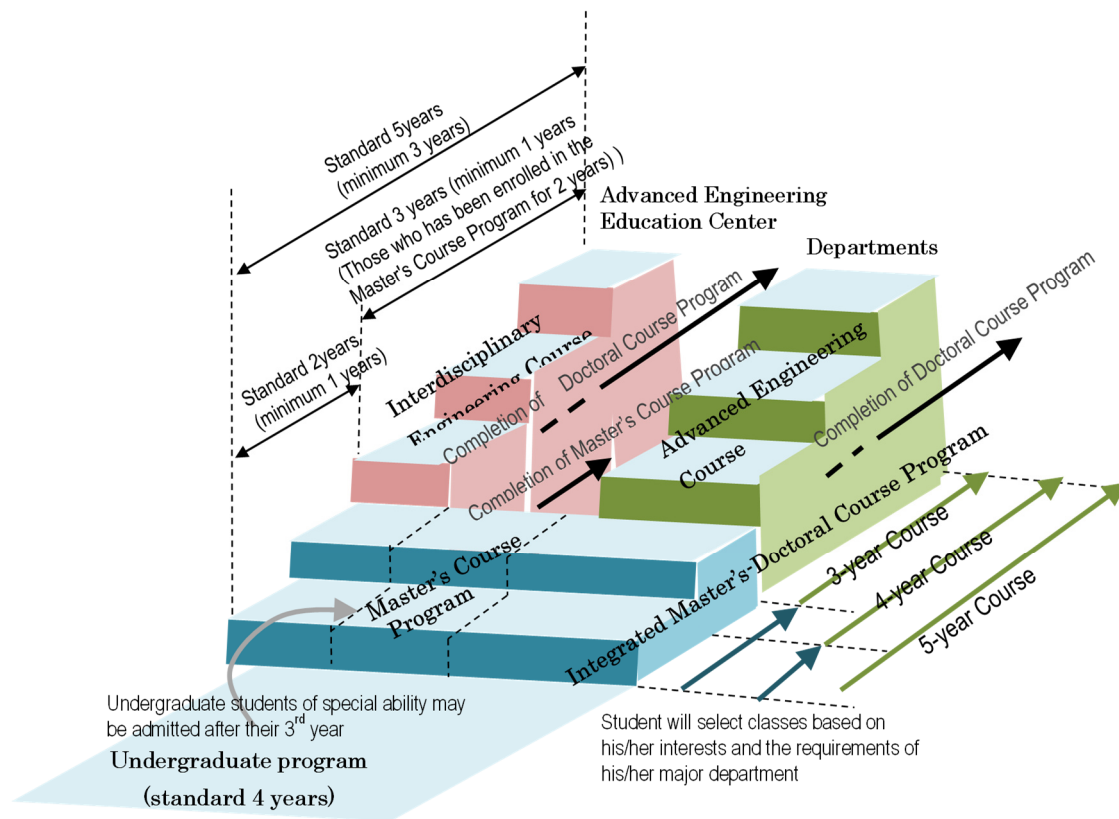 Standard 5years
(minimum 3 years)
Standard 3 years (minimum 1 years
(Those who has been enrolled in the
Master's Course Program for 2 years) )
Standard 2years
(minimum 1 years)
Advanced Engineering
Education Center
Departments
Interdisciplinary
Engineering Course
Completion of Doctoral Course Program
Completion of Master's Course Program
Advanced Engineering
Course
Completion of Doctoral Course Program
Master's Course
Program
Integrated Master's-Doctoral Course Program
3-year Course
4-year Course
5-year Course
Undergraduate students of special ability may
be admitted after their 3rd year
Undergraduate program
(standard 4 years)
Student will select classes based on
his/her interests and the requirements of
his/her major department